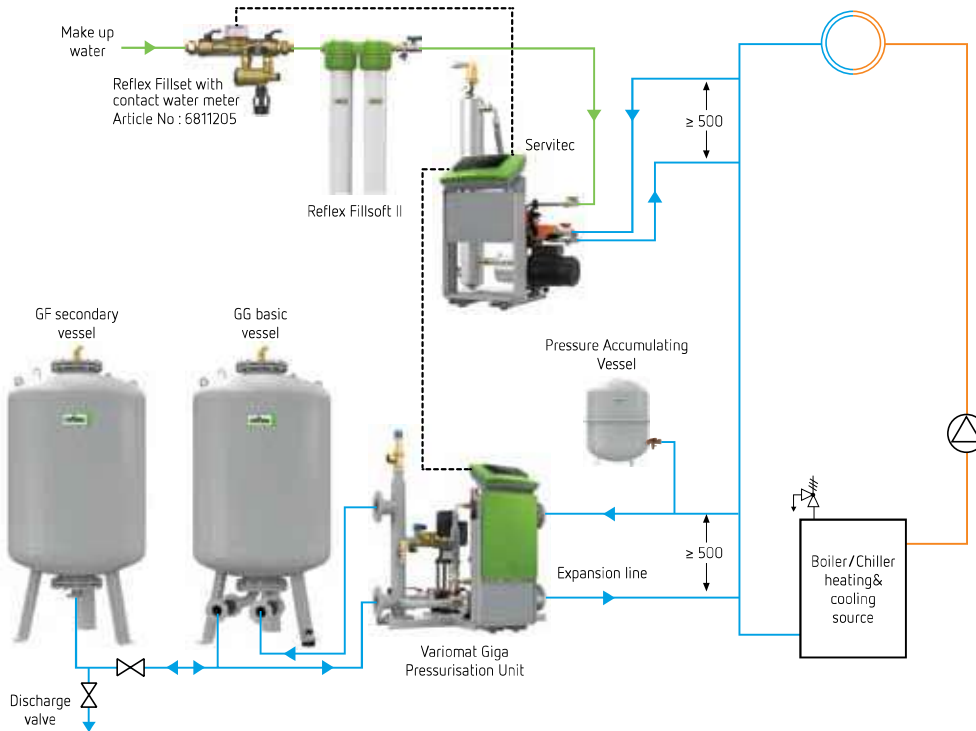 Make up
water
Reflex Fillset with
contact water meter
Article No : 6811205
Reflex Fillsoft II
Servitec
≥ 500
GF secondary
vessel
GG basic
vessel
Pressure Accumulating
Vessel
≥ 500
Expansion line
Boiler/Chiller
heating&
cooling
source
Variomat Giga
Pressurisation Unit
Discharge
valve